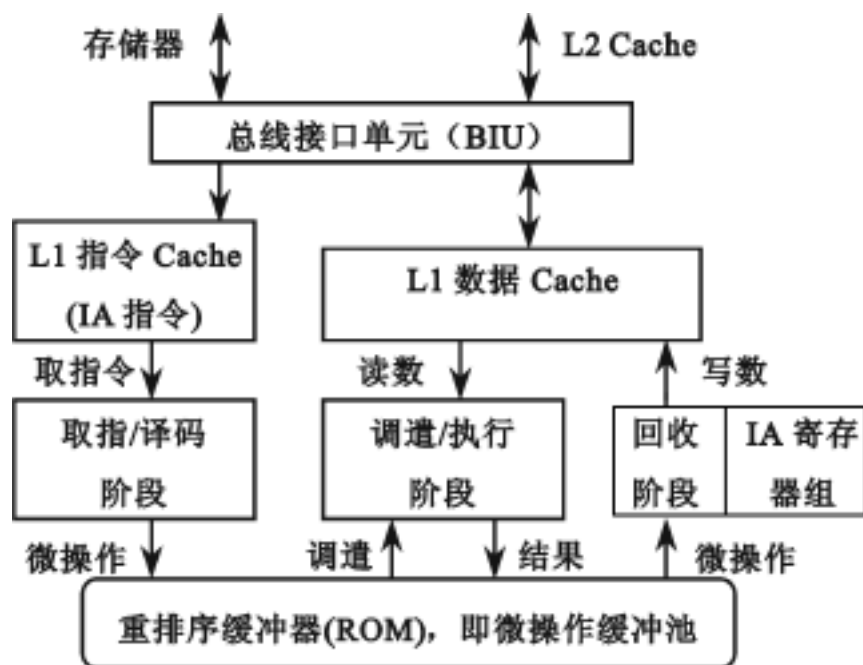 存储器
L2 Cache
总线接口单元（BIU）
L1 指令 Cache
(IA 指令)
L1 数据 Cache
取指令
读数
写数
取指/译码
阶段
调遣/执行
阶段
回收
阶段
IA 寄存
器组
微操作
调遣
结果
微操作
重排序缓冲器(ROM)，即微操作缓冲池